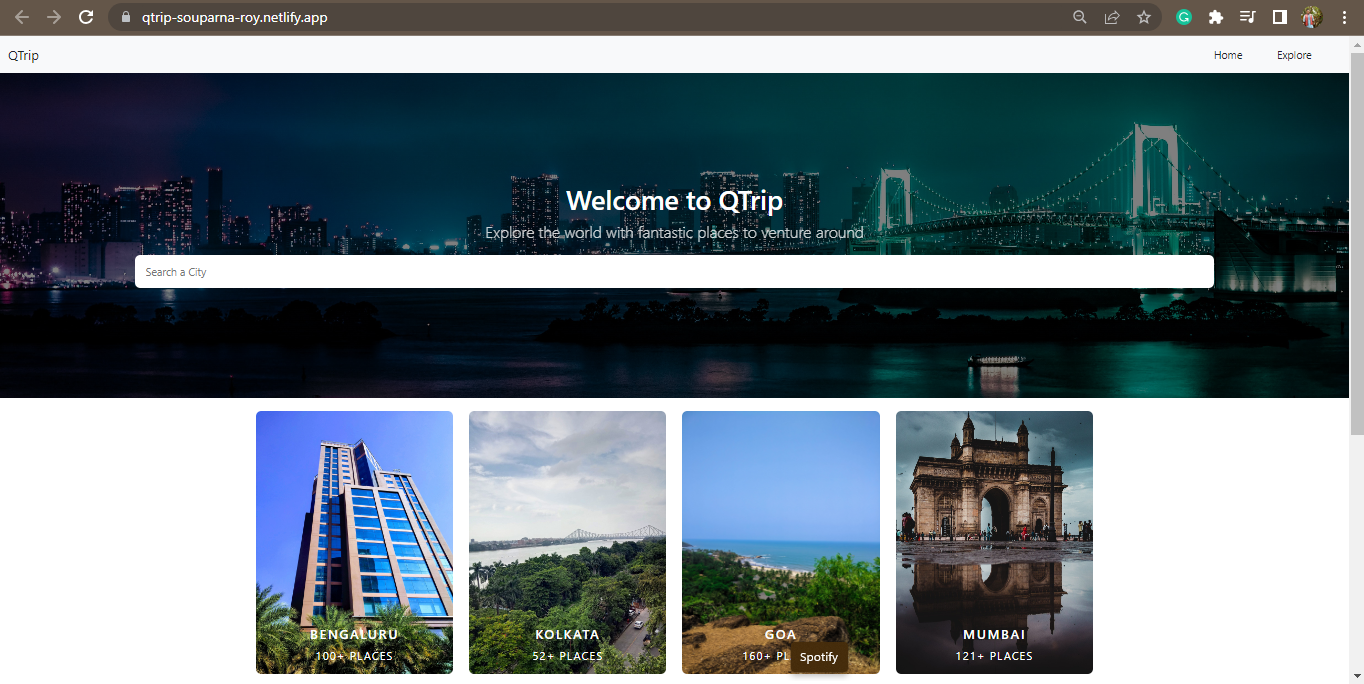 qtrip-souparna-roy.netlify.app
QTrip
Home
Explore
Welcome to QTrip
Explore the world with fantastic places to venture around
Search a City
BENGALURU
100+ PLACES
KOLKATA
52+ PLACES
GOA
160+ PL
Spotify
MUMBAI
121+ PLACES